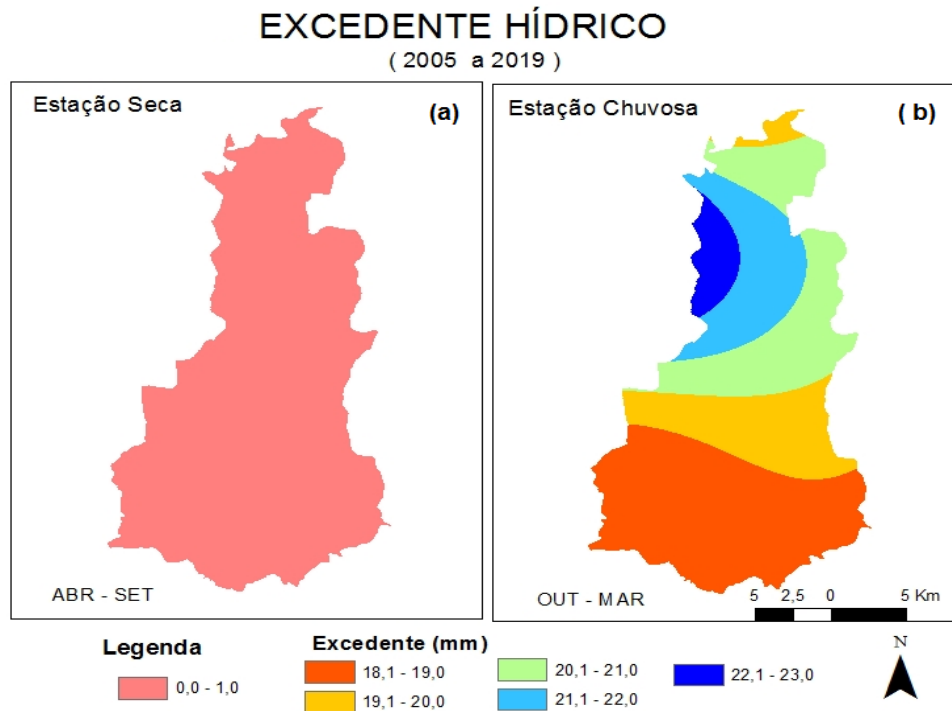 EXCEDENTE HÍDRICO
( 2005 a 2019 )
Estação Seca
(a)
Estação Chuvosa
( b)
ABR - SET
OUT - MAR
5 2,5 0 5 Km
Legenda
0,0 - 1,0
Excedente (mm)
18,1 - 19,0
19,1 - 20,0
20,1 - 21,0
21,1 - 22,0
22,1 - 23,0
N